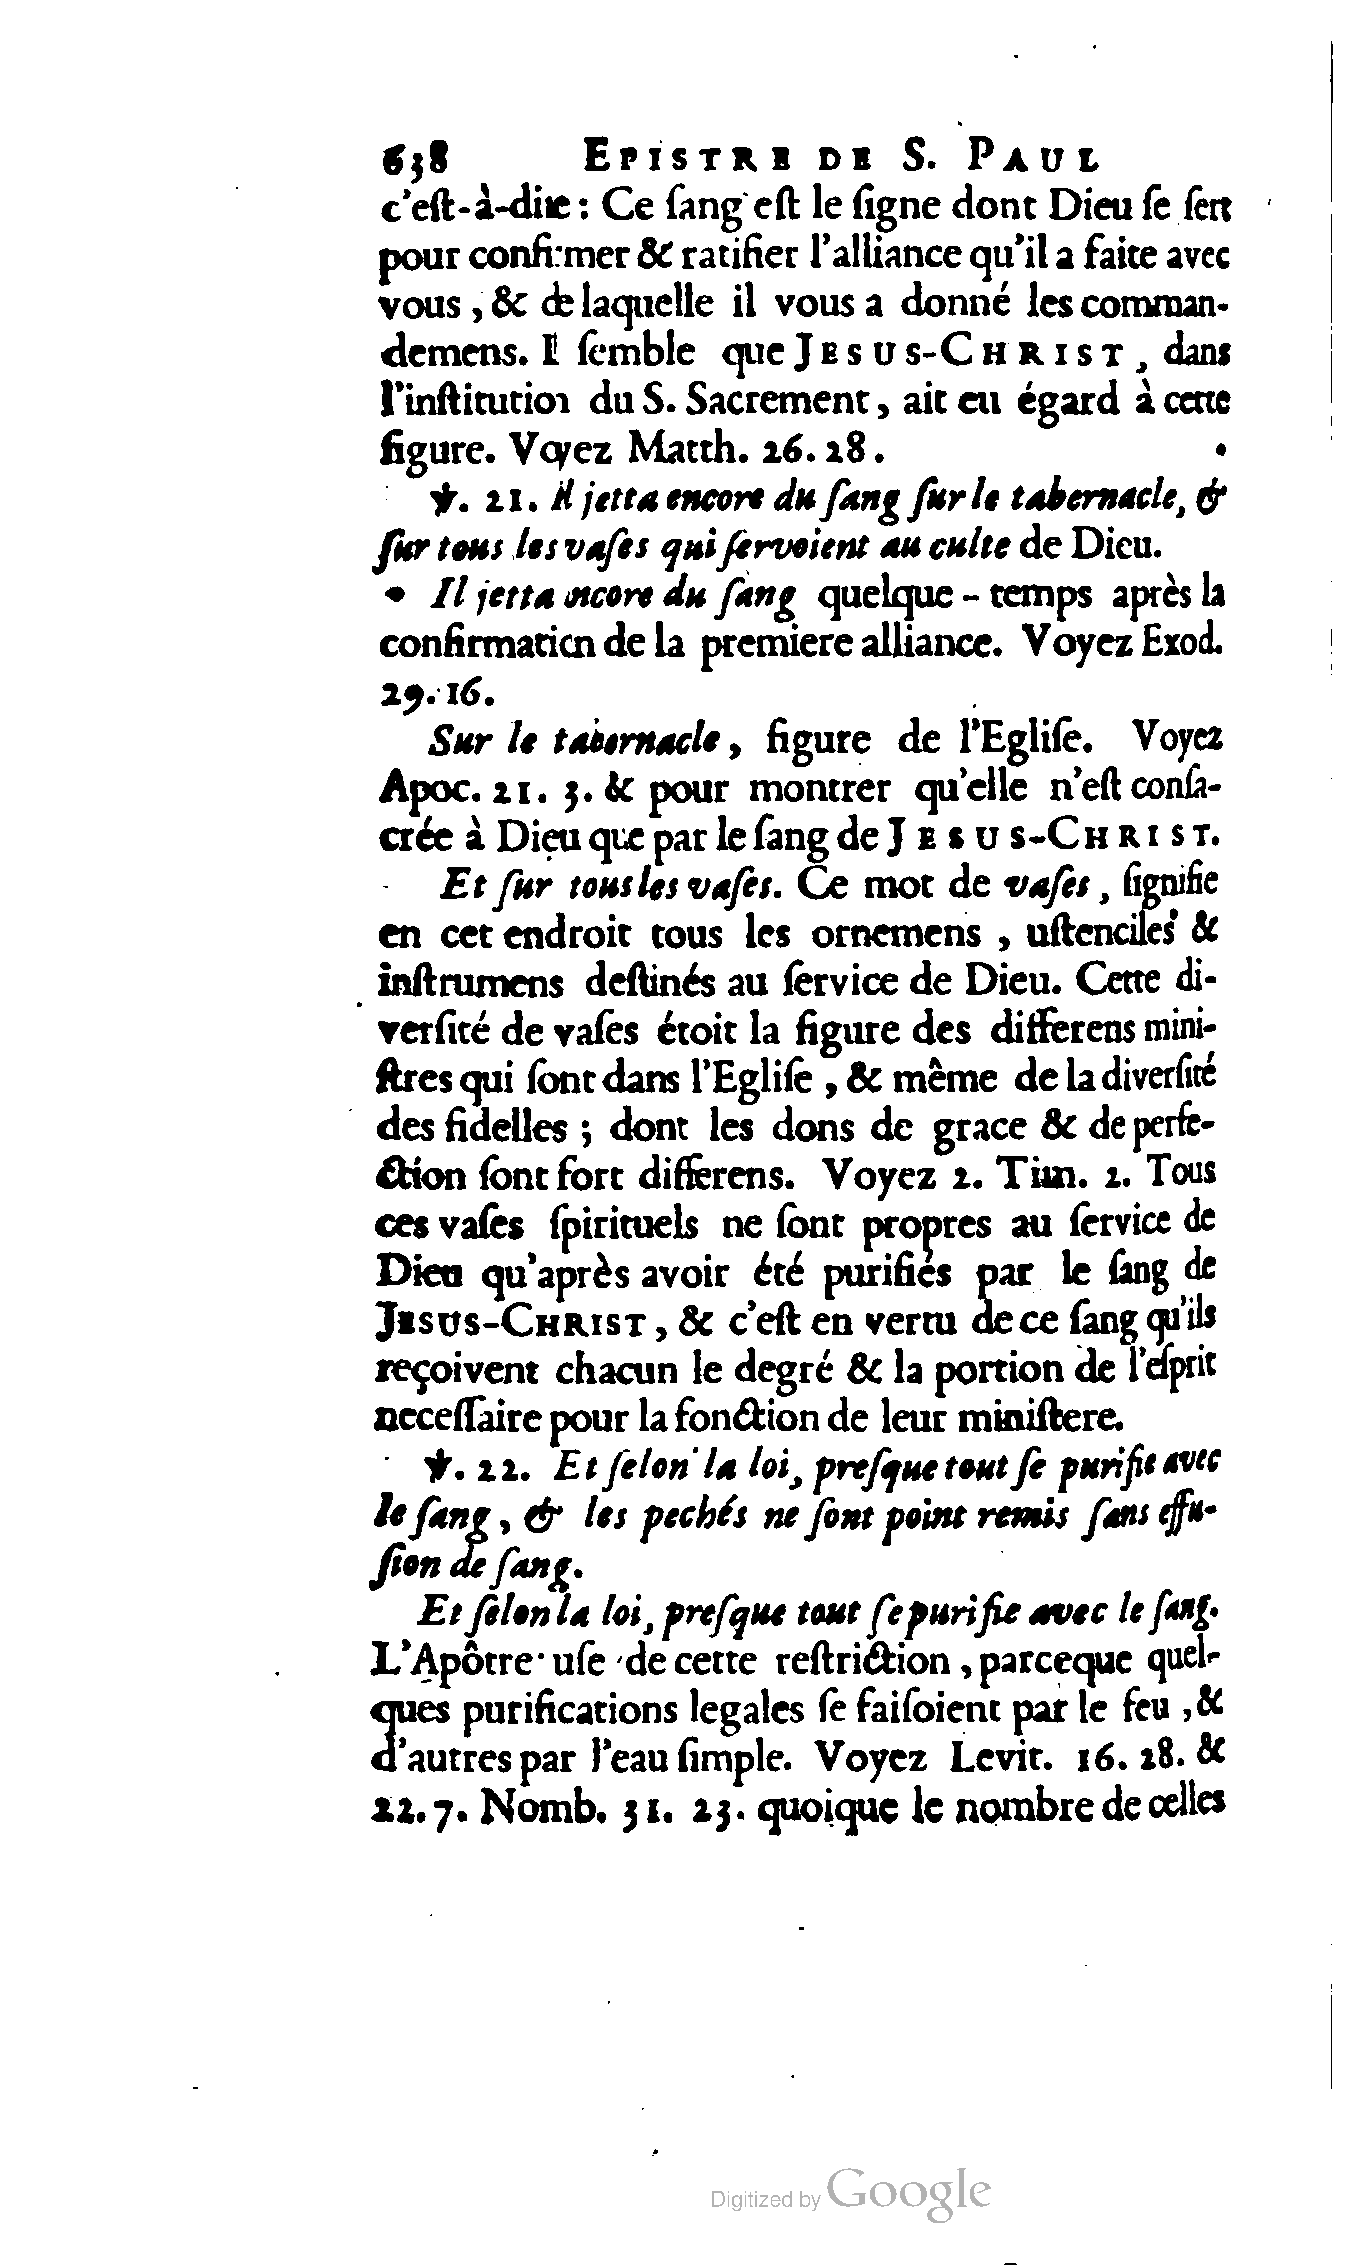 638 EPISTRE DE S. PAUL
c'eſt-à-dire : Ce ſang eſt le ſigne dont Dieu ſe ſert
pour confirmer & ratifier l'alliance qu'il a faite avec
vous, & de laquelle il vous a donné les comman-
demens. Il ſemble que JESUS-CHRIST, dans
l'inſtitution du S. Sacrement, ait eu égard à cette
figure. Voyez Matth. 26. 28.
℣. 21. Il jetta encore du ſang ſur le tabernacle, &
ſur tous les vaſes qui ſervoient au culte de Dieu.
Il jetta encore du ſang quelque-temps après la
confirmation de la premiere alliance. Voyez Exod.
29. 16.
Sur le tabernacle, figure de l'Egliſe. Voyez
Apoc. 21. 3. & pour montrer qu'elle n'eſt conſa-
crée à Dieu que par le ſang de JESUS-CHRIST.
Et ſur tous les vaſes. Ce mot de vaſes, ſignifie
en cet endroit tous les ornemens, uſtenciles &
inſtrumens deſtinés au ſervice de Dieu. Cette di-
verſité de vaſes étoit la figure des differens mini-
ſtres qui ſont dans l'Egliſe, & même de la diverſité
des fidelles ; dont les dons de grace & de perfe-
ction ſont fort differens. Voyez 2. Tim. 2. Tous
ces vaſes ſpirituels ne ſont propres au ſervice de
Dieu qu'après avoir été purifiés par le ſang de
JESUS-CHRIST, & c'eſt en vertu de ce ſang qu'ils
reçoivent chacun le degré & la portion de l'eſprit
neceſſaire pour la fonction de leur miniſtere.
℣. 22. Et ſelon la loi, preſque tout ſe purifie avec
le ſang, & les pechés ne ſont point remis ſans effu-
ſion de ſang.
Et ſelon la loi, preſque tout ſe purifie avec le ſang.
L'Apôtre uſe de cette reſtriction, parceque quel-
ques purifications legales ſe faiſoient par le feu, &
d'autres par l'eau ſimple. Voyez Levit. 16. 28. &
22. 7. Nomb. 31. 23. quoique le nombre de celles
Digitized by Google